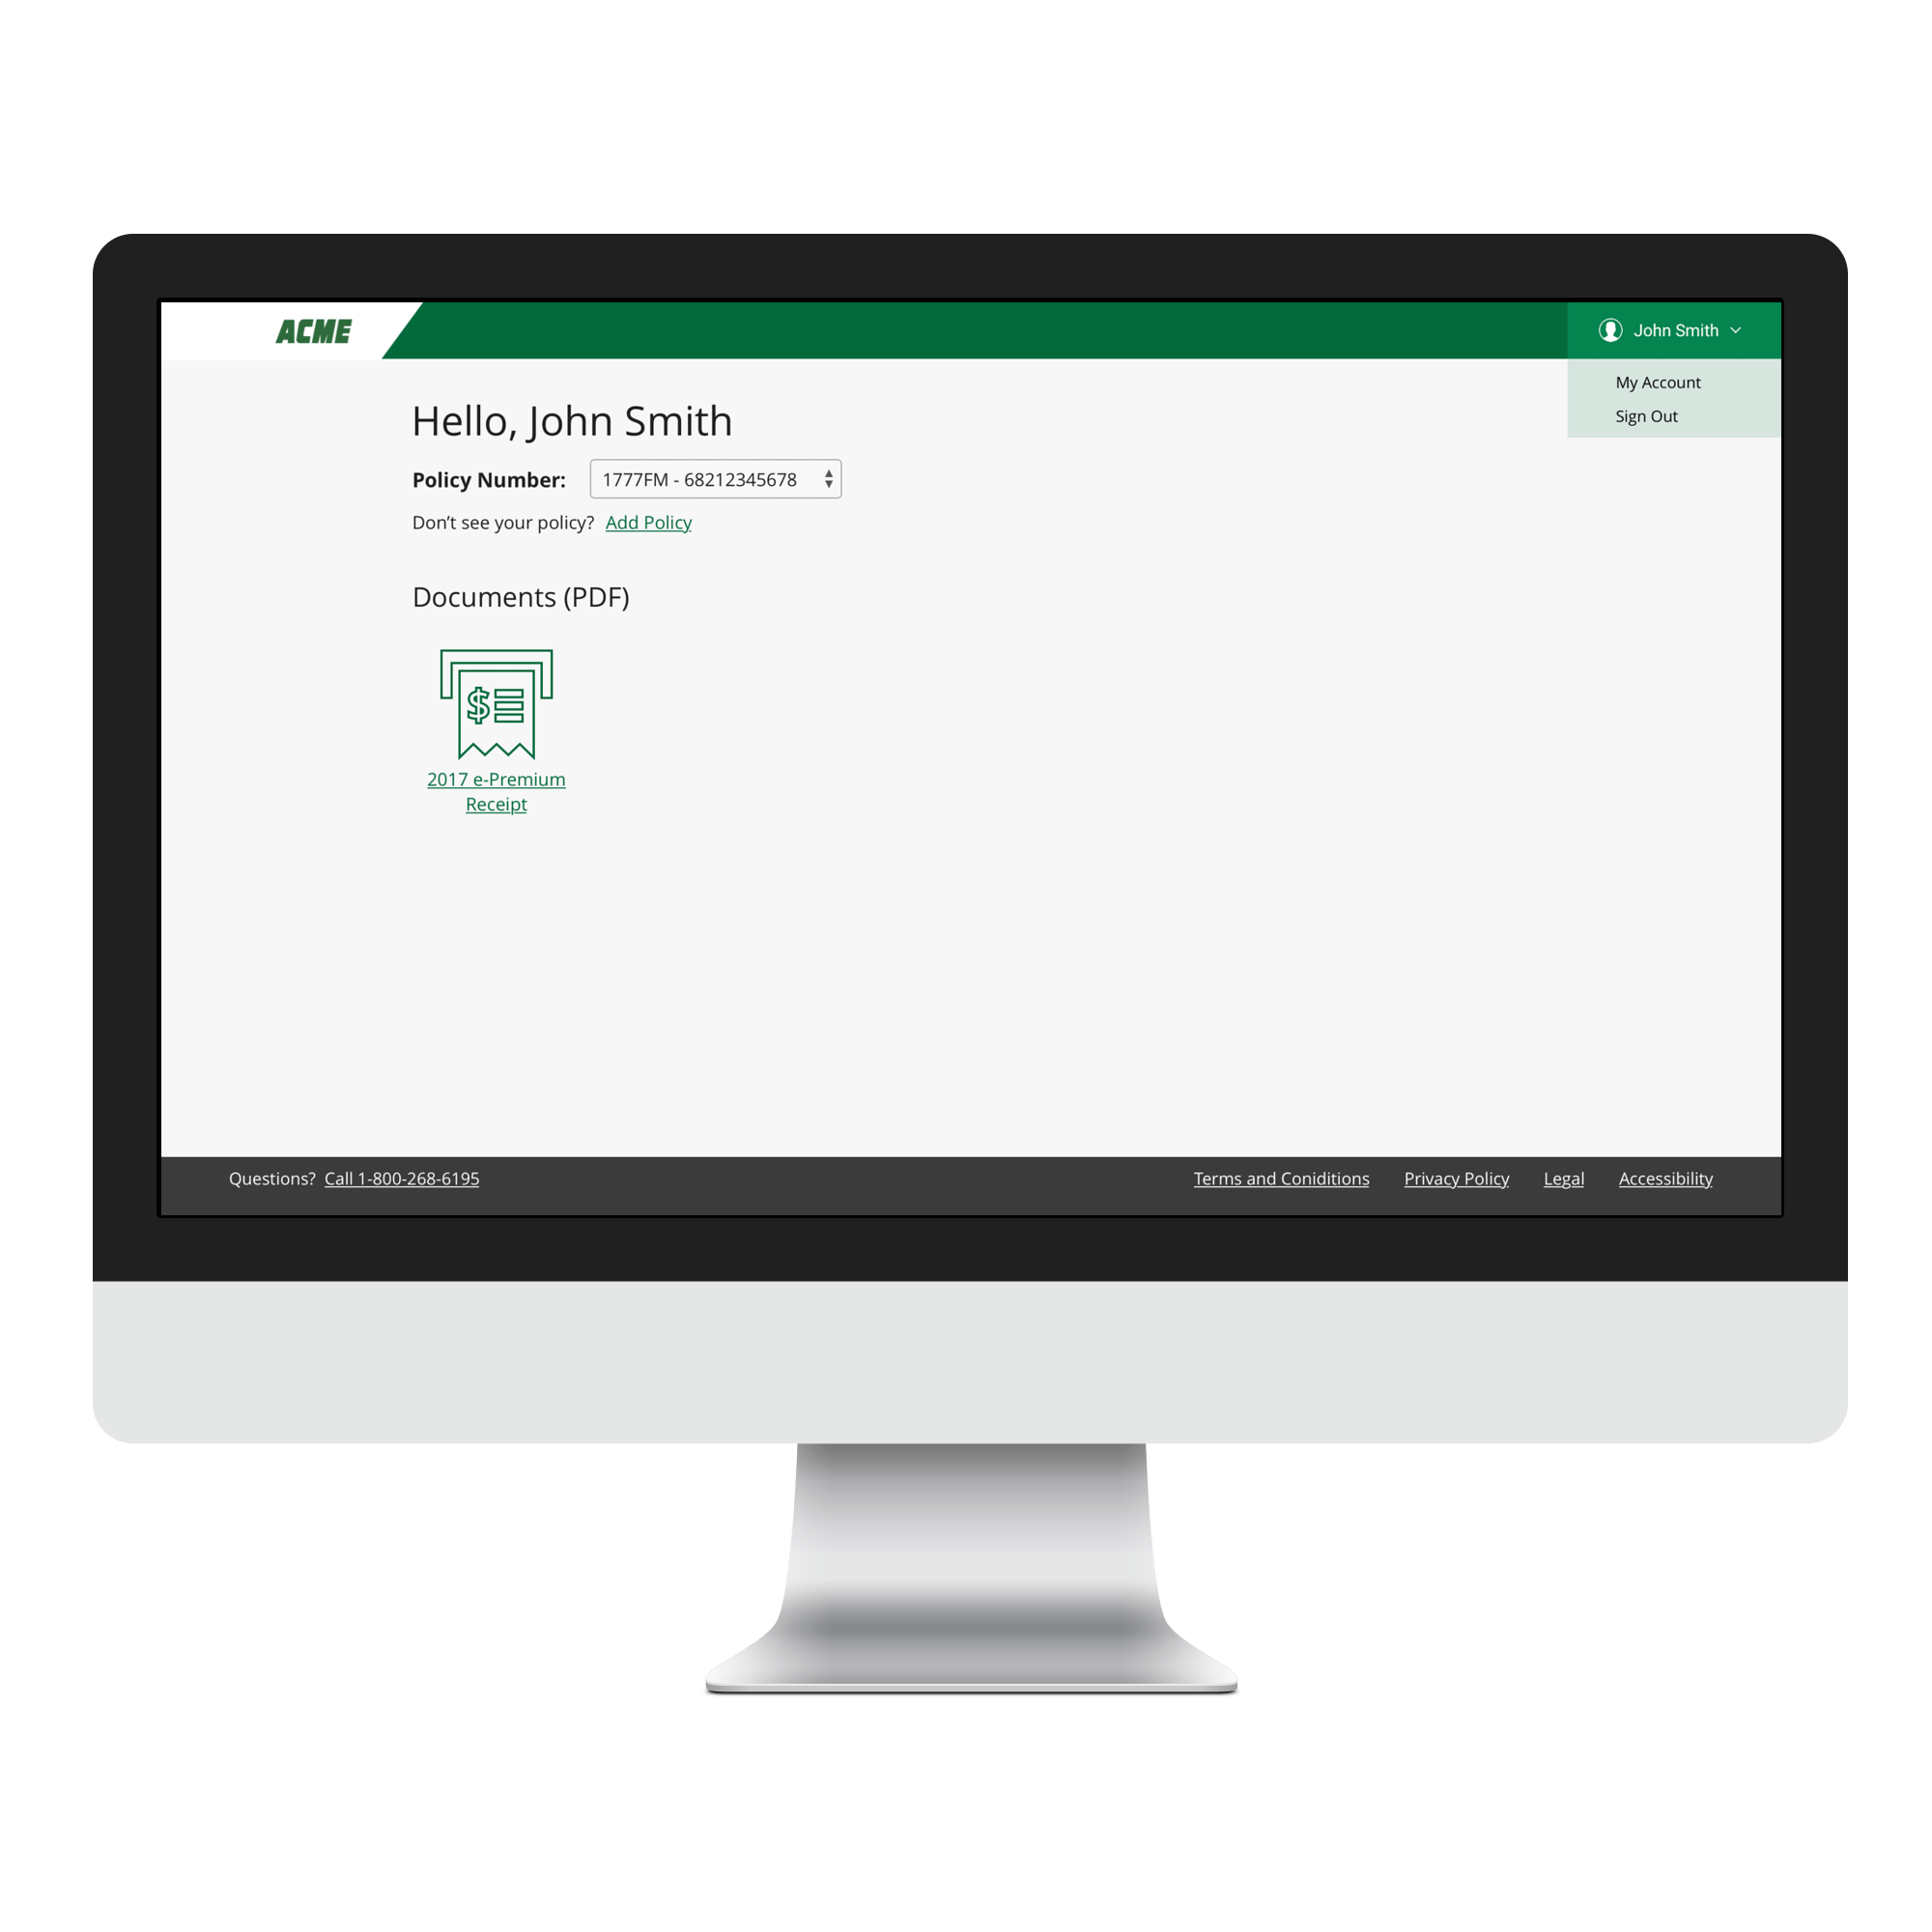 ACME
John Smith
My Account
Sign Out
Hello, John Smith
Policy Number: 1777FM - 68212345678
Don’t see your policy? Add Policy
Documents (PDF)
$
2017 e-Premium
Receipt
Questions? Call 1-800-268-6195 Terms and Coniditions Privacy Policy Legal Accessibility